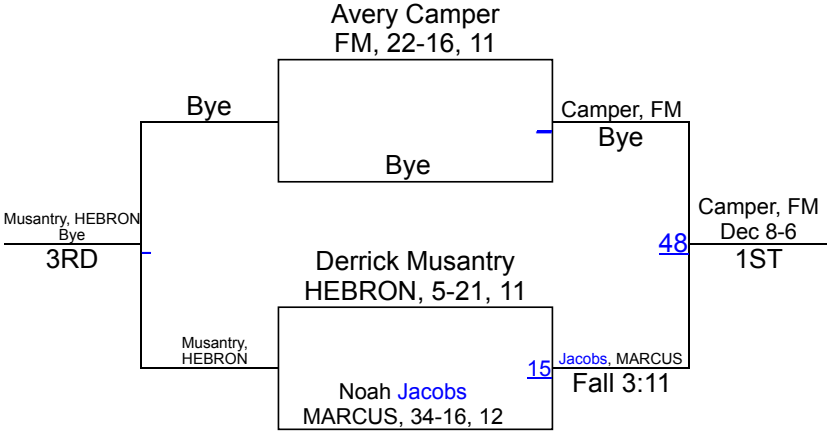 Avery Camper
FM, 22-16, 11
Bye
Camper, FM
Bye
Bye
Musantry, HEBRON
Bye
3RD
Camper, FM
Dec 8-6
48
1ST
Derrick Musantry
HEBRON, 5-21, 11
Musantry,
HEBRON
15
Jacobs, MARCUS
Fall 3:11
Noah Jacobs
MARCUS, 34-16, 12